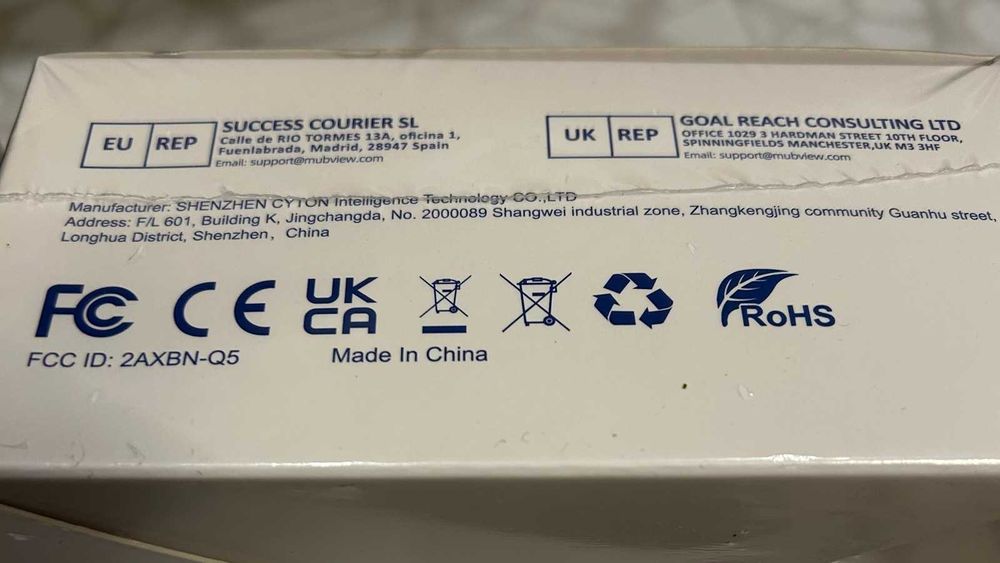 EU REP
SUCCESS COURIER SL
Calle de RIO TORMES 13A, oficina 1,
Fuenlabrada, Madrid, 28947 Spain
Email: support@mubview.com
UK REP
GOAL REACH CONSULTING LTD
OFFICE 1029 3 HARDMAN STREET 10TH FLOOR,
SPINNINGFIELDS MANCHESTER,UK M3 3HF
Email: support@mubview.com
Manufacturer: SHENZHEN CYTON Intelligence Technology CO.,LTD
Address: F/L 601, Building K, Jingchangda, No. 2000089 Shangwei industrial zone, Zhangkengjing community Guanhu street,
Longhua District, Shenzhen, China
FCC
CE
UK
CA
RoHS
FCC ID: 2AXBN-Q5
Made In China